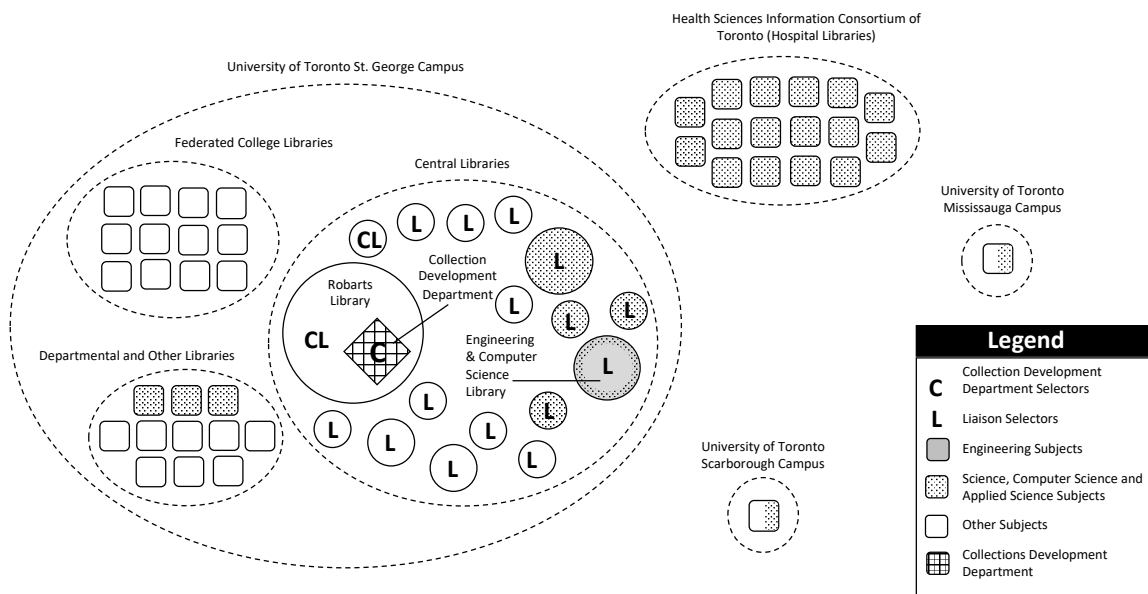 Health Sciences Information Consortium of
Toronto (Hospital Libraries)
University of Toronto St. George Campus
Federated College Libraries
Central Libraries
University of Toronto
Mississauga Campus
L
L
L
CL
Collection
Development
Department
L
Robarts
Library
L
L
L
CL
C
Engineering
& Computer
Science
Library
L
Departmental and Other Libraries
L
L
L
L
L
L
L
University of Toronto
Scarborough Campus
Legend
C
Collection Development
Department Selectors
L
Liaison Selectors
Engineering Subjects
Science, Computer Science and
Applied Science Subjects
Other Subjects
Collections Development
Department